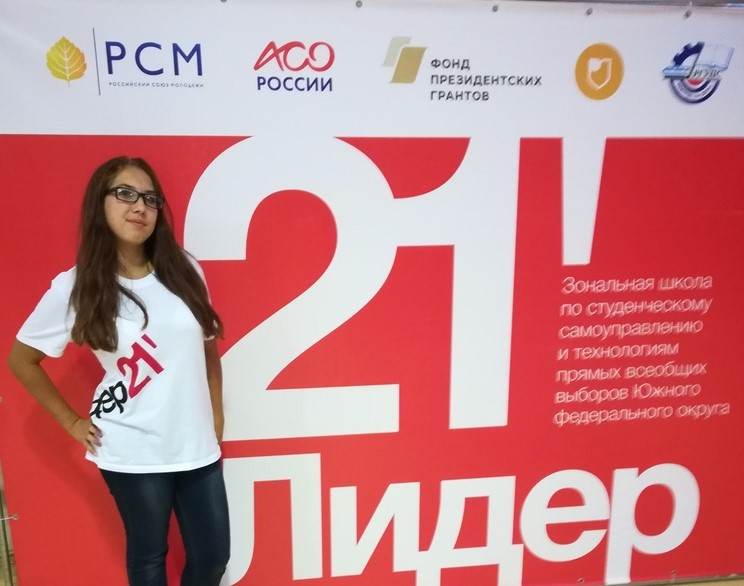 РСМ
РОССИЙСКИЙ СОЮЗ МОЛОДЕЖИ
АСО
РОССИИ
ФОНД
ПРЕЗИДЕНТСКИХ
ГРАНТОВ
РГУПС
21'
Зональная школа
по студенческому
самоуправлению
и технологиям
прямых всеобщих
выборов Южного
федерального округа
Лидер
дер21'